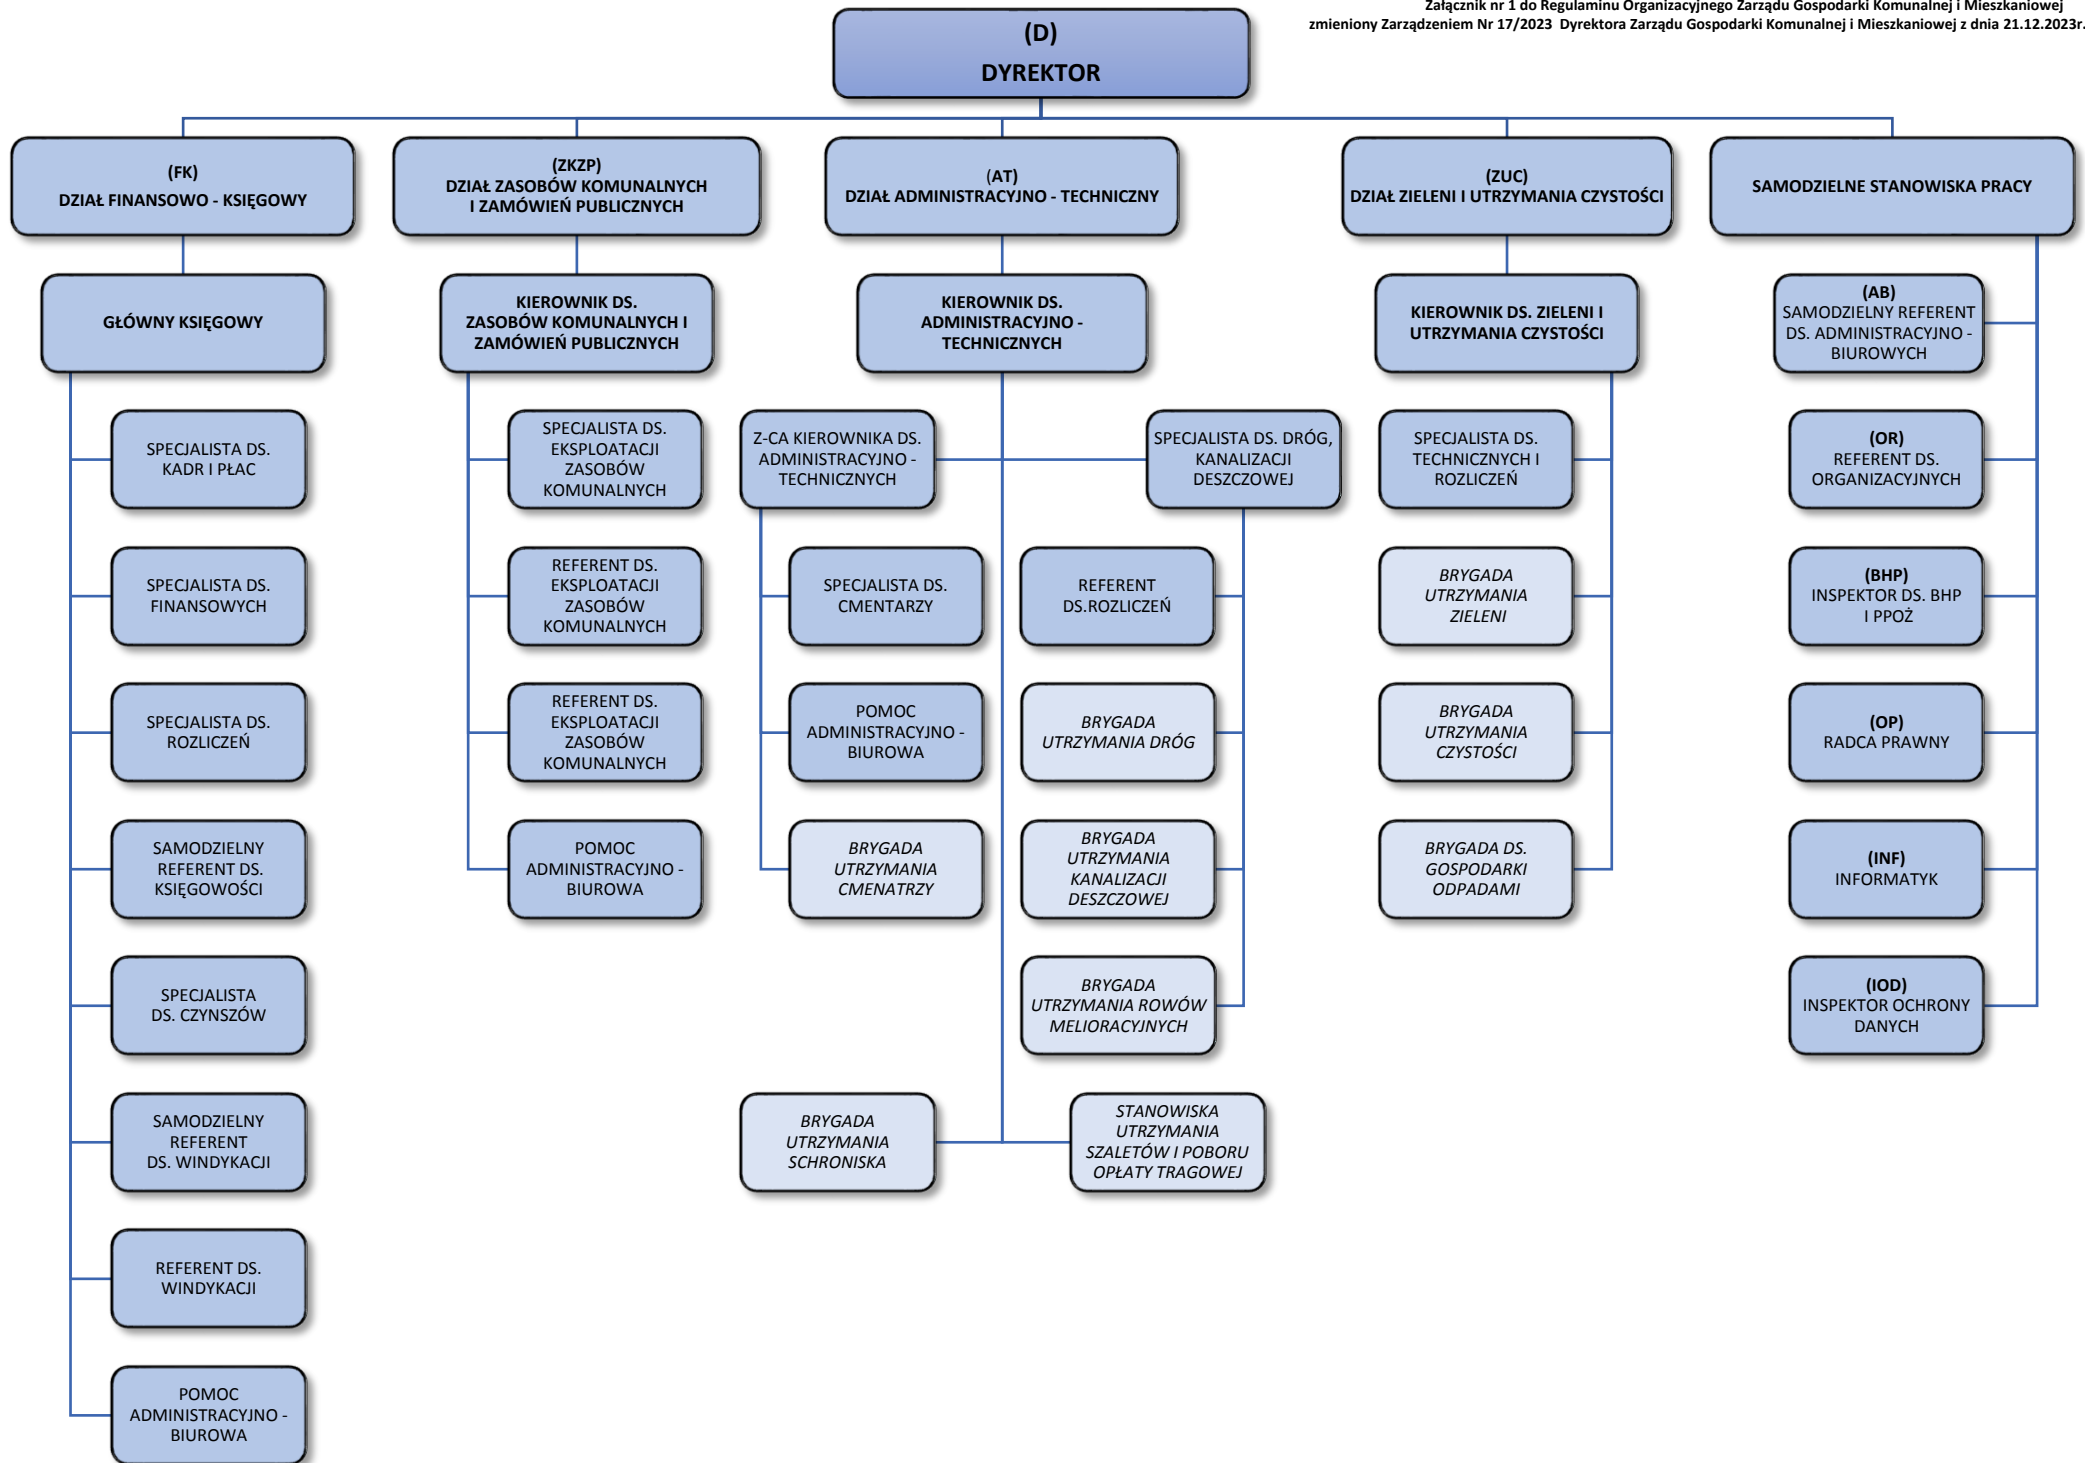 Załącznik nr 1 do Regulaminu Organizacyjnego Zarządu Gospodarki Komunalnej i Mieszkaniowej
zmieniony Zarządzeniem Nr 17/2023 Dyrektora Zarządu Gospodarki Komunalnej i Mieszkaniowej z dnia 21.12.2023r.
(D)
DYREKTOR
(FK)
DZIAŁ FINANSOWO - KSIĘGOWY
(ZKZP)
DZIAŁ ZASOBÓW KOMUNALNYCH
I ZAMÓWIEŃ PUBLICZNYCH
(AT)
DZIAŁ ADMINISTRACYJNO - TECHNICZNY
(ZUC)
DZIAŁ ZIELENI I UTRZYMANIA CZYSTOŚCI
SAMODZIELNE STANOWISKA PRACY
GŁÓWNY KSIĘGOWY
SPECJALISTA DS.
KADR I PŁAC
SPECJALISTA DS.
FINANSOWYCH
SPECJALISTA DS.
ROZLICZEŃ
SAMODZIELNY
REFERENT DS.
KSIĘGOWOŚCI
SPECJALISTA
DS. CZYNSZÓW
SAMODZIELNY
REFERENT
DS. WINDYKACJI
REFERENT DS.
WINDYKACJI
POMOC
ADMINISTRACYJNO -
BIUROWA
KIEROWNIK DS.
ZASOBÓW KOMUNALNYCH I
ZAMÓWIEŃ PUBLICZNYCH
SPECJALISTA DS.
EKSPLOATACJI
ZASOBÓW
KOMUNALNYCH
REFERENT DS.
EKSPLOATACJI
ZASOBÓW
KOMUNALNYCH
REFERENT DS.
EKSPLOATACJI
ZASOBÓW
KOMUNALNYCH
POMOC
ADMINISTRACYJNO -
BIUROWA
KIEROWNIK DS.
ADMINISTRACYJNO -
TECHNICZNYCH
Z-CA KIEROWNIKA DS.
ADMINISTRACYJNO -
TECHNICZNYCH
SPECJALISTA DS.
CMENTARZY
POMOC
ADMINISTRACYJNO -
BIUROWA
BRYGADA
UTRZYMANIA
CMENATRZY
SPECJALISTA DS. DRÓG,
KANALIZACJI
DESZCZOWEJ
REFERENT
DS.ROZLICZEŃ
BRYGADA
UTRZYMANIA DRÓG
BRYGADA
UTRZYMANIA
KANALIZACJI
DESZCZOWEJ
BRYGADA
UTRZYMANIA ROWÓW
MELIORACYJNYCH
BRYGADA
UTRZYMANIA
SCHRONISKA
STANOWISKA
UTRZYMANIA
SZALETÓW I POBORU
OPŁATY TRAGOWEJ
KIEROWNIK DS. ZIELENI I
UTRZYMANIA CZYSTOŚCI
SPECJALISTA DS.
TECHNICZNYCH I
ROZLICZEŃ
BRYGADA
UTRZYMANIA
ZIELENI
BRYGADA
UTRZYMANIA
CZYSTOŚCI
BRYGADA DS.
GOSPODARKI
ODPADAMI
(AB)
SAMODZIELNY REFERENT
DS. ADMINISTRACYJNO -
BIUROWYCH
(OR)
REFERENT DS.
ORGANIZACYJNYCH
(BHP)
INSPEKTOR DS. BHP
I PPOŻ
(OP)
RADCA PRAWNY
(INF)
INFORMATYK
(IOD)
INSPEKTOR OCHRONY
DANYCH